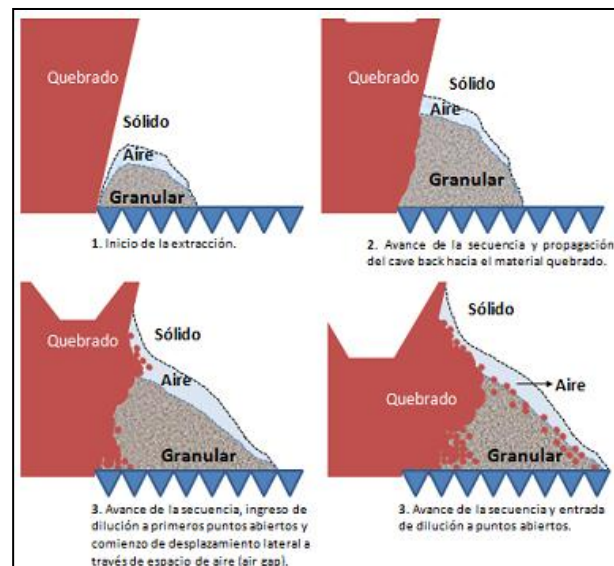 Quebrado
Sólido
Aire
Granular
1. Inicio de la extracción.
Quebrado
Sólido
Aire
Granular
2. Avance de la secuencia y propagación
del cave back hacia el material quebrado.
Quebrado
Sólido
Aire
Granular
3. Avance de la secuencia, ingreso de
dilución a primeros puntos abiertos y
comienzo de desplazamiento lateral a
través de espacio de aire (air gap).
Quebrado
Sólido
Aire
Granular
3. Avance de la secuencia y entrada
de dilución a puntos abiertos.